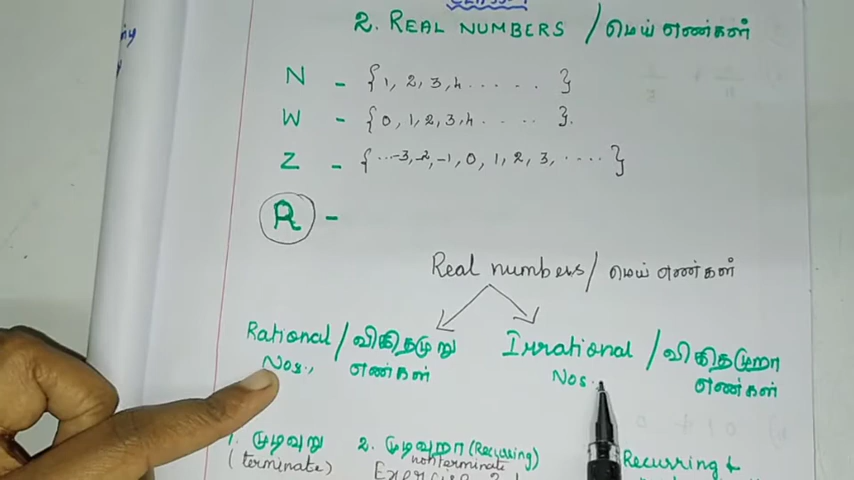 2. REAL NUMBERS / மெய் எண்கள்
N - {1, 2, 3, 4 ...... }
W - {0, 1, 2, 3, 4 ...... }.
Z - {...-3, -2, -1, 0, 1, 2, 3, ..... }
R -
Real numbers / மெய் எண்கள்
Rational / விகிதமுறு Irrational / விகிதமுறா
Nos., எண்கள் Nos. எண்கள்
1. முடிவுறு 2. முடிவுறா (Recurring) Recurring &
(terminate) nonterminate